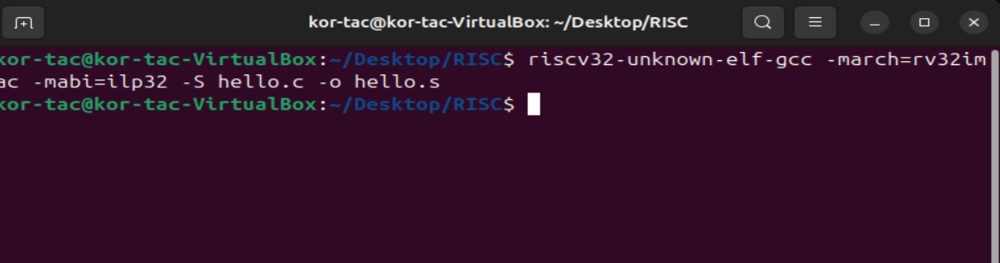 kor-tac@kor-tac-VirtualBox: ~/Desktop/RISC
kor-tac@kor-tac-VirtualBox:~/Desktop/RISC$ riscv32-unknown-elf-gcc -march=rv32im
ac -mabi=ilp32 -S hello.c -o hello.s
kor-tac@kor-tac-VirtualBox:~/Desktop/RISC$